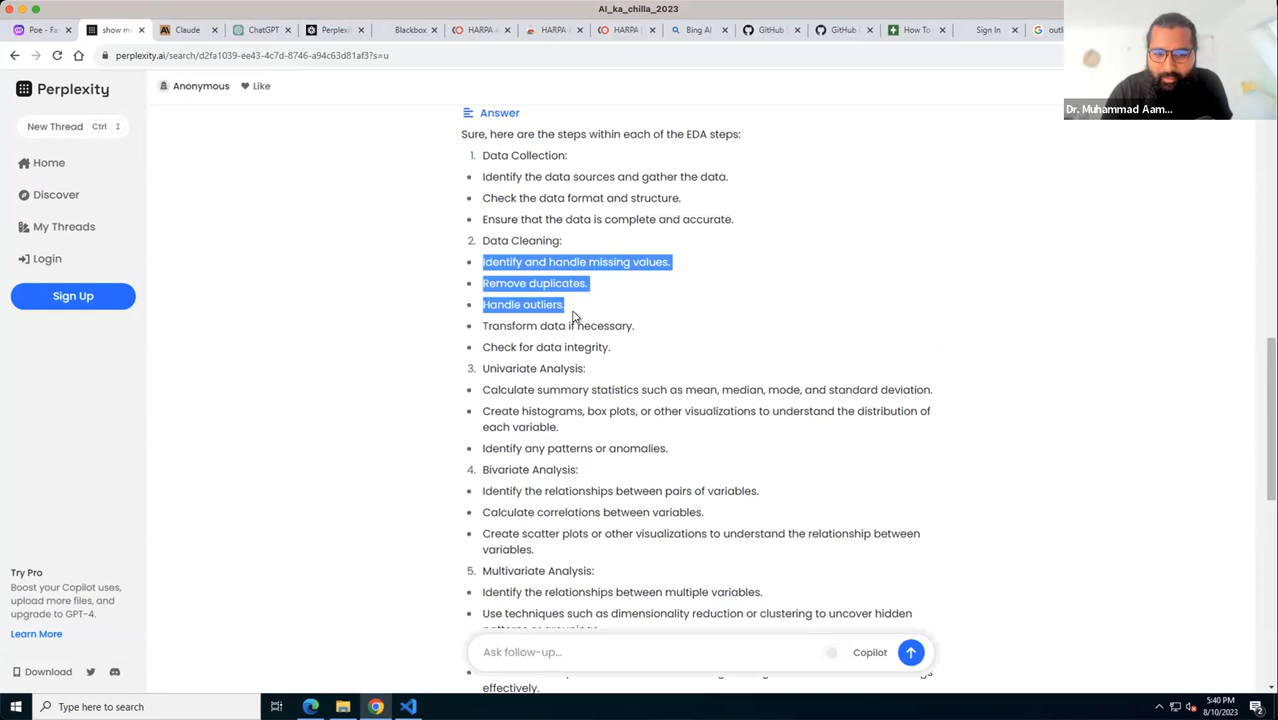 AI_ka_chilla_2023
Poe - Fa
show m
Claude
ChatGPT
Perplexi
Blackbox
HARPA
HARPA
HARPA
Bing AI
GitHub
GitHub
How To
Sign In
outl
perplexity.ai/search/d2fa1039-ee43-4c7d-8746-a94c63d81af3?s=u
Perplexity
New Thread Ctrl I
Home
Discover
My Threads
Login
Sign Up
Try Pro
Boost your Copilot uses,
upload more files, and
upgrade to GPT-4.
Learn More
Download
Anonymous Like
Answer
Sure, here are the steps within each of the EDA steps:
1. Data Collection:
• Identify the data sources and gather the data.
• Check the data format and structure.
• Ensure that the data is complete and accurate.
2. Data Cleaning:
• Identify and handle missing values.
• Remove duplicates.
• Handle outliers.
• Transform data if necessary.
• Check for data integrity.
3. Univariate Analysis:
• Calculate summary statistics such as mean, median, mode, and standard deviation.
• Create histograms, box plots, or other visualizations to understand the distribution of
each variable.
• Identify any patterns or anomalies.
4. Bivariate Analysis:
• Identify the relationships between pairs of variables.
• Calculate correlations between variables.
• Create scatter plots or other visualizations to understand the relationship between
variables.
5. Multivariate Analysis:
• Identify the relationships between multiple variables.
• Use techniques such as dimensionality reduction or clustering to uncover hidden
Ask follow-up...
Copilot
effectively.
Dr. Muhammad Aam...
Type here to search
5:40 PM
8/10/2023
2